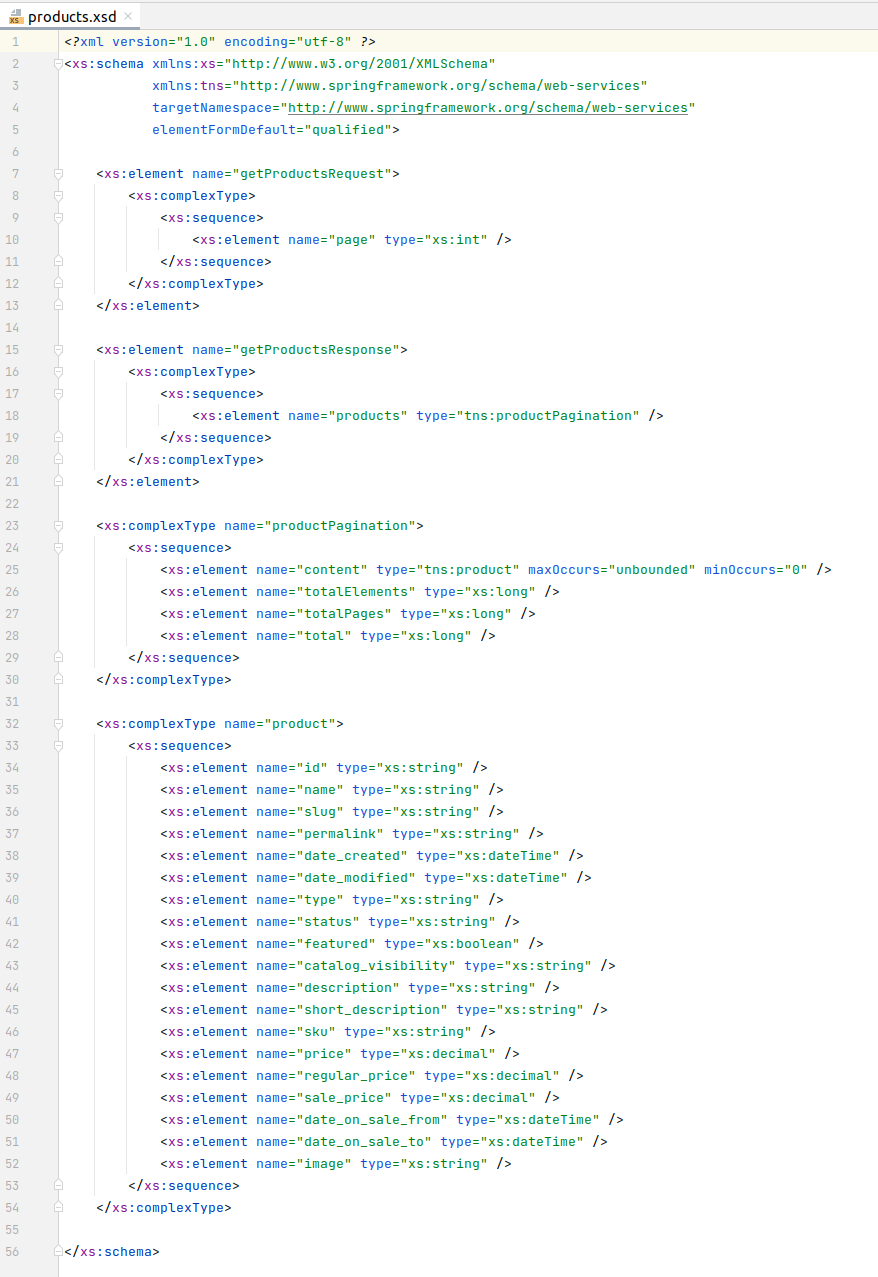 products.xsd
1 <?xml version="1.0" encoding="utf-8" ?>
2 <xs:schema xmlns:xs="http://www.w3.org/2001/XMLSchema"
3            xmlns:tns="http://www.springframework.org/schema/web-services"
4            targetNamespace="http://www.springframework.org/schema/web-services"
5            elementFormDefault="qualified">
6
7     <xs:element name="getProductsRequest">
8         <xs:complexType>
9             <xs:sequence>
10                 <xs:element name="page" type="xs:int" />
11             </xs:sequence>
12         </xs:complexType>
13     </xs:element>
14
15     <xs:element name="getProductsResponse">
16         <xs:complexType>
17             <xs:sequence>
18                 <xs:element name="products" type="tns:productPagination" />
19             </xs:sequence>
20         </xs:complexType>
21     </xs:element>
22
23     <xs:complexType name="productPagination">
24         <xs:sequence>
25             <xs:element name="content" type="tns:product" maxOccurs="unbounded" minOccurs="0" />
26             <xs:element name="totalElements" type="xs:long" />
27             <xs:element name="totalPages" type="xs:long" />
28             <xs:element name="total" type="xs:long" />
29         </xs:sequence>
30     </xs:complexType>
31
32     <xs:complexType name="product">
33         <xs:sequence>
34             <xs:element name="id" type="xs:string" />
35             <xs:element name="name" type="xs:string" />
36             <xs:element name="slug" type="xs:string" />
37             <xs:element name="permalink" type="xs:string" />
38             <xs:element name="date_created" type="xs:dateTime" />
39             <xs:element name="date_modified" type="xs:dateTime" />
40             <xs:element name="type" type="xs:string" />
41             <xs:element name="status" type="xs:string" />
42             <xs:element name="featured" type="xs:boolean" />
43             <xs:element name="catalog_visibility" type="xs:string" />
44             <xs:element name="description" type="xs:string" />
45             <xs:element name="short_description" type="xs:string" />
46             <xs:element name="sku" type="xs:string" />
47             <xs:element name="price" type="xs:decimal" />
48             <xs:element name="regular_price" type="xs:decimal" />
49             <xs:element name="sale_price" type="xs:decimal" />
50             <xs:element name="date_on_sale_from" type="xs:dateTime" />
51             <xs:element name="date_on_sale_to" type="xs:dateTime" />
52             <xs:element name="image" type="xs:string" />
53         </xs:sequence>
54     </xs:complexType>
55
56 </xs:schema>